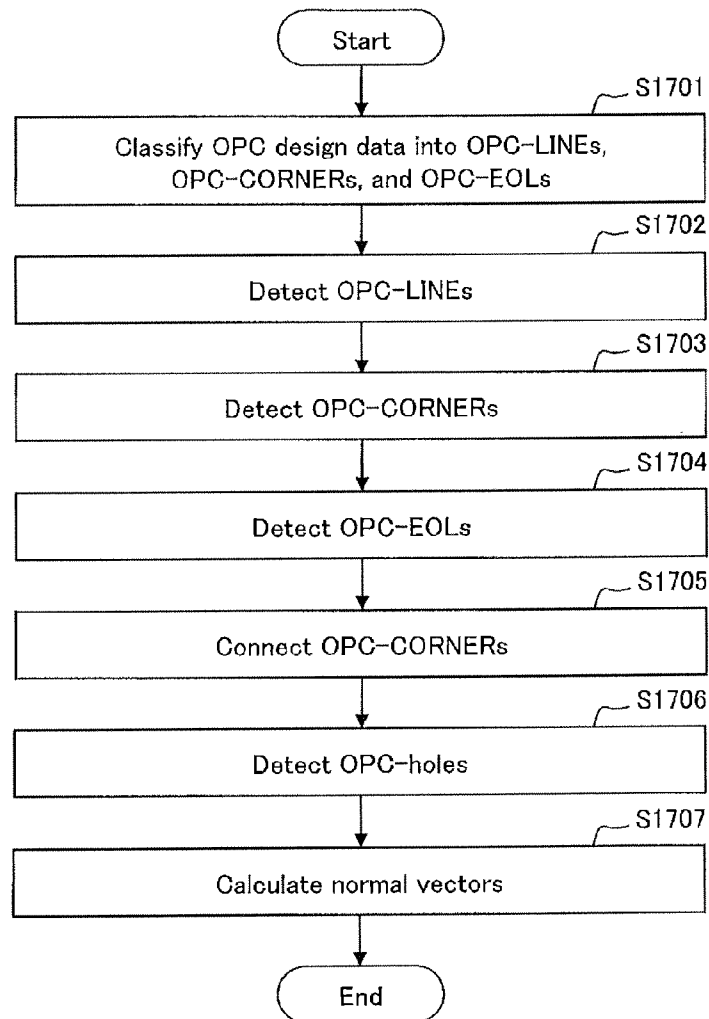 Start
S1701
Classify OPC design data into OPC-LINEs,
OPC-CORNERs, and OPC-EOLs
S1702
Detect OPC-LINEs
S1703
Detect OPC-CORNERs
S1704
Detect OPC-EOLs
S1705
Connect OPC-CORNERs
S1706
Detect OPC-holes
S1707
Calculate normal vectors
End